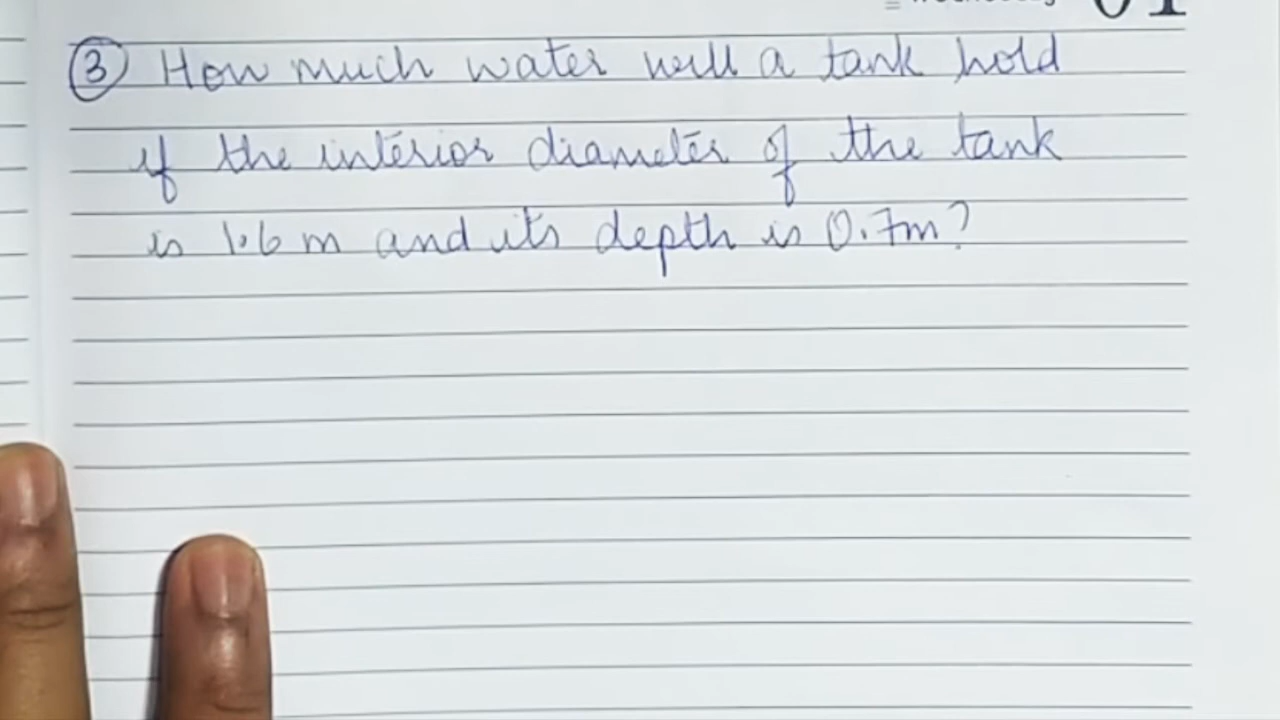 ③ How much water will a tank hold
if the interior diameter of the tank
is 1.6 m and its depth is 0.7m?